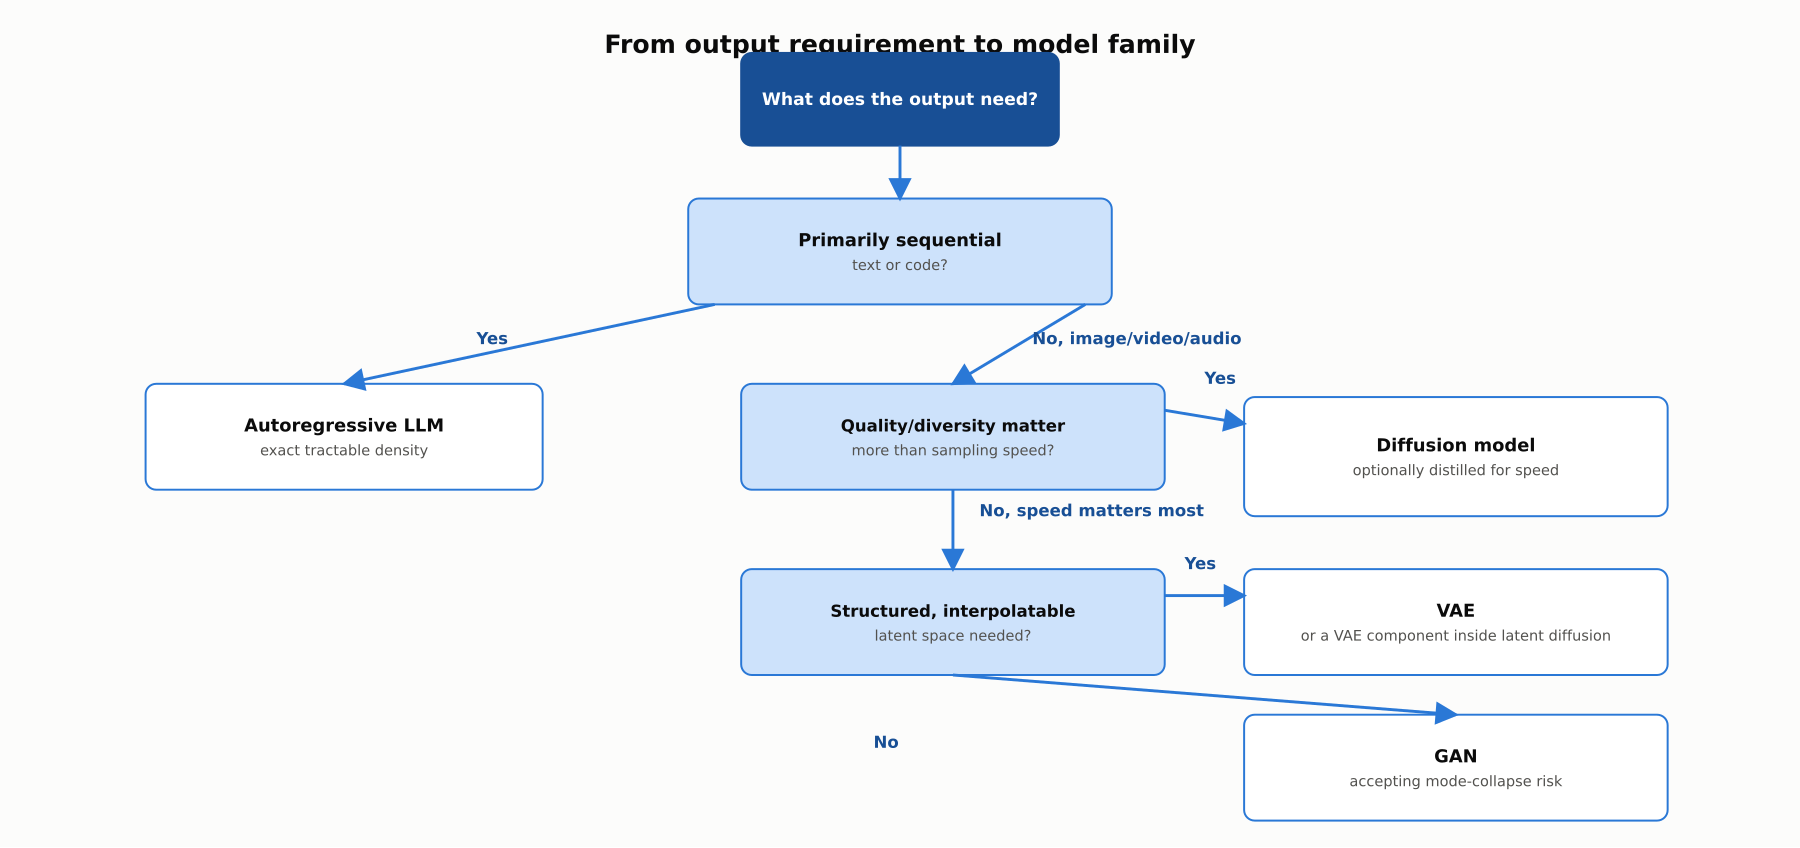 From output requirement to model family
What does the output need?
Primarily sequential
text or code?
Yes
No, image/video/audio
Autoregressive LLM
exact tractable density
Quality/diversity matter
more than sampling speed?
Yes
Diffusion model
optionally distilled for speed
No, speed matters most
Structured, interpolatable
latent space needed?
Yes
VAE
or a VAE component inside latent diffusion
No
GAN
accepting mode-collapse risk